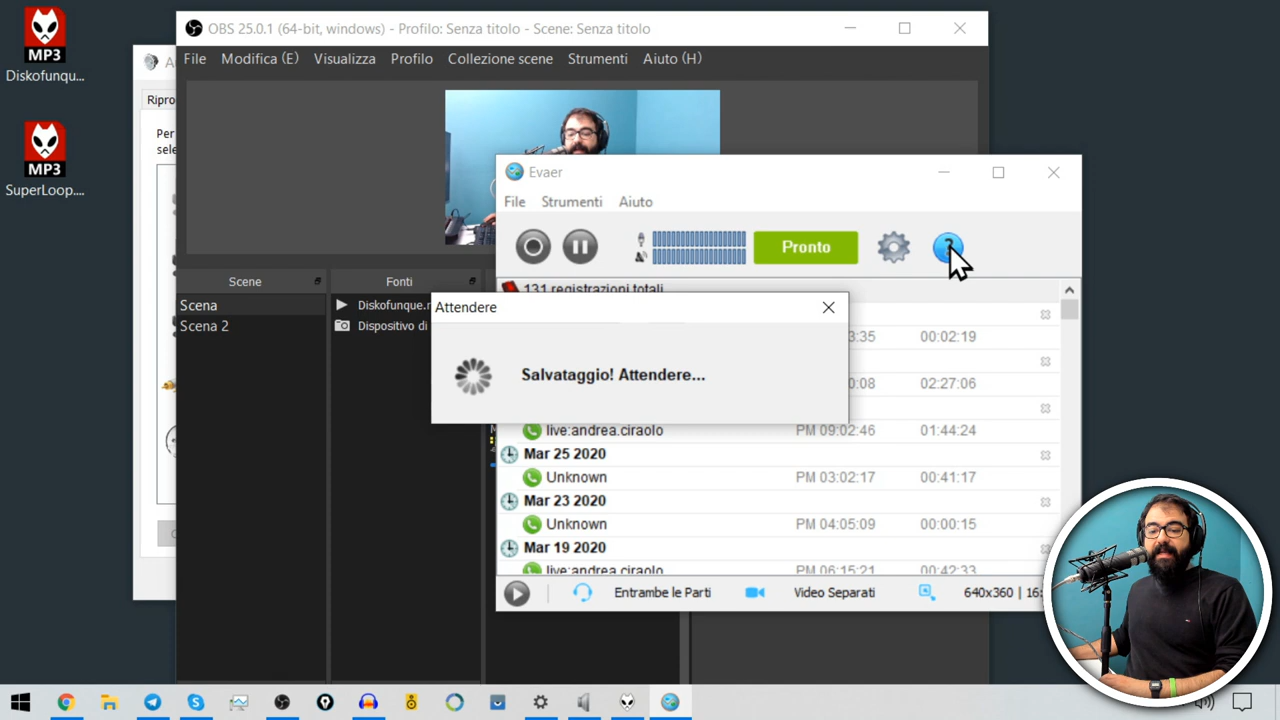 MP3
Diskofunqu...
MP3
SuperLoop....
OBS 25.0.1 (64-bit, windows) - Profilo: Senza titolo - Scene: Senza titolo
File Modifica (E) Visualizza Profilo Collezione scene Strumenti Aiuto (H)
Ripro
Per
sele
Evaer
File Strumenti Aiuto
Pronto
Scene Fonti
Scena
Scena 2
Diskofunque.
Dispositivo di
131 registrazioni totali
Attendere
Salvataggio! Attendere...
3:35 00:02:19
0:08 02:27:06
live:andrea.ciraolo PM 09:02:46 01:44:24
Mar 25 2020
Unknown PM 03:02:17 00:41:17
Mar 23 2020
Unknown PM 04:05:09 00:00:15
Mar 19 2020
live:andrea.ciraolo PM 06:15:21 00:42:33
Entrambe le Parti Video Separati 640x360 | 16: